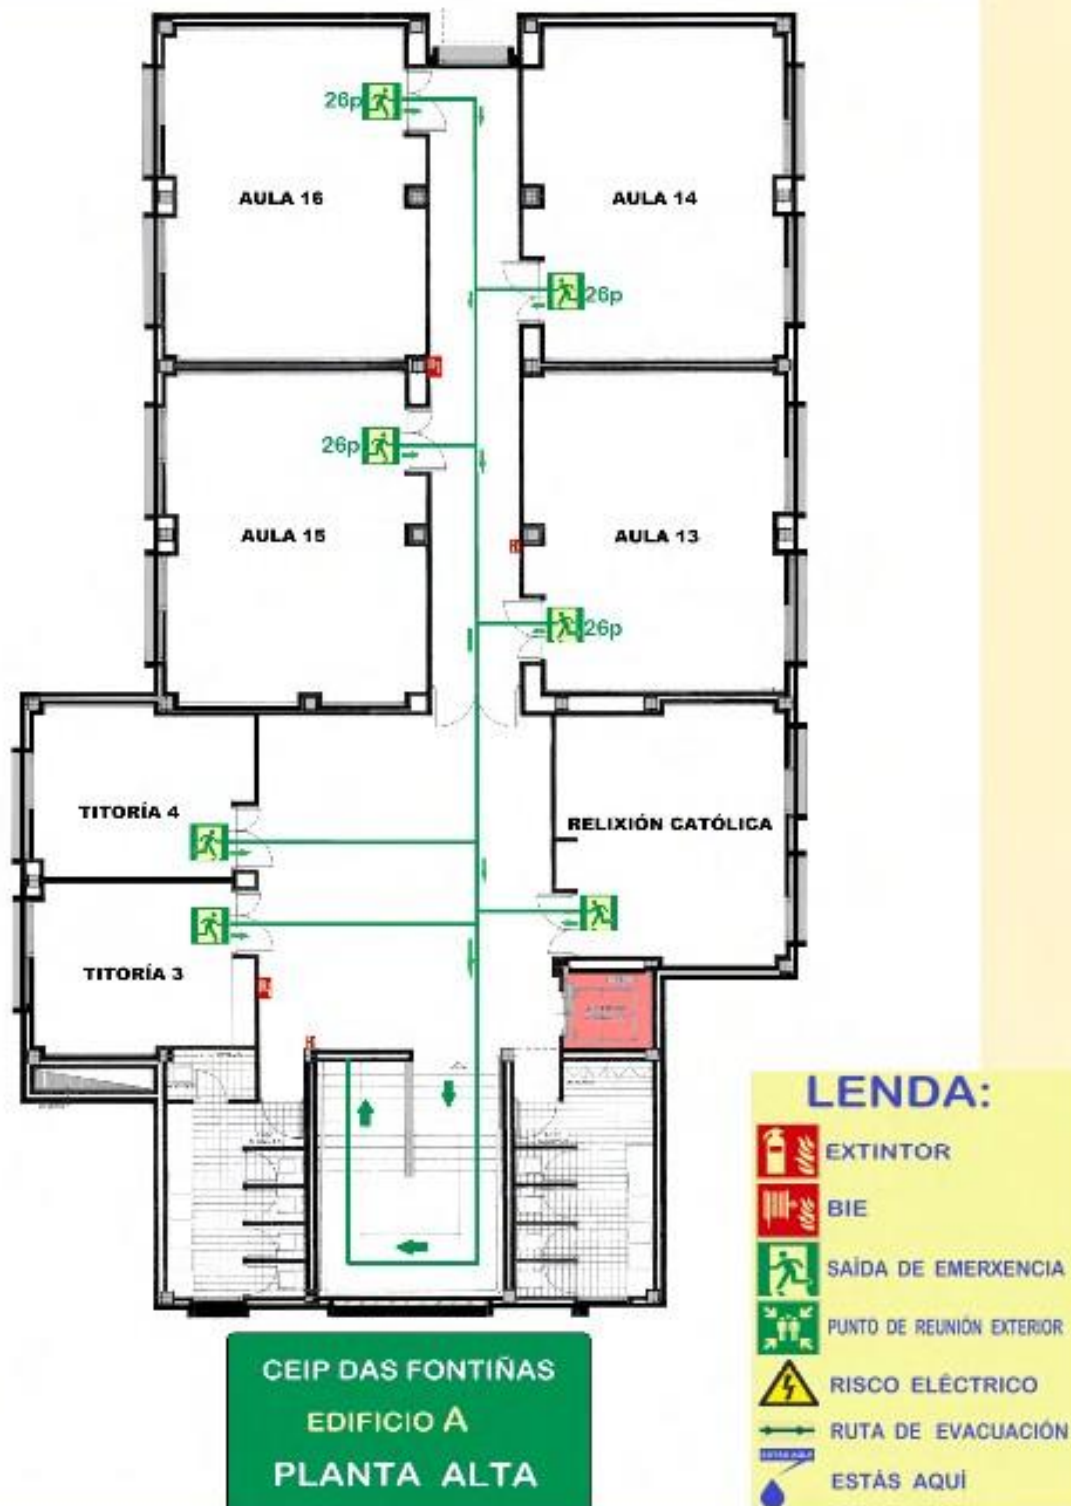 26p
AULA 16
AULA 14
26p
26p
AULA 15
AULA 13
26p
TITORÍA 4
RELIXIÓN CATÓLICA
TITORÍA 3
CEIP DAS FONTIÑAS
EDIFICIO A
PLANTA ALTA
LENDA:
EXTINTOR
BIE
SAÍDA DE EMERXENCIA
PUNTO DE REUNIÓN EXTERIOR
RISCO ELÉCTRICO
RUTA DE EVACUACIÓN
ESTÁS AQUÍ